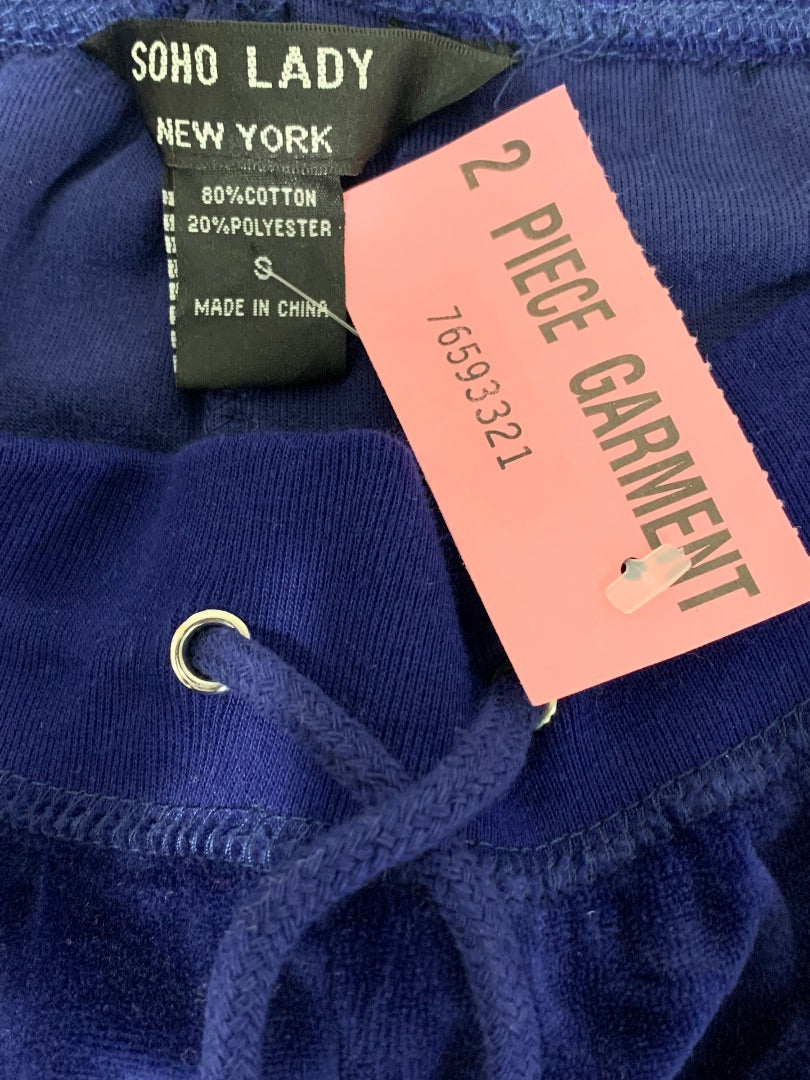 SOHO LADY
NEW YORK
80%COTTON
20%POLYESTER
S
MADE IN CHINA
2 PIECE GARMENT
76593321